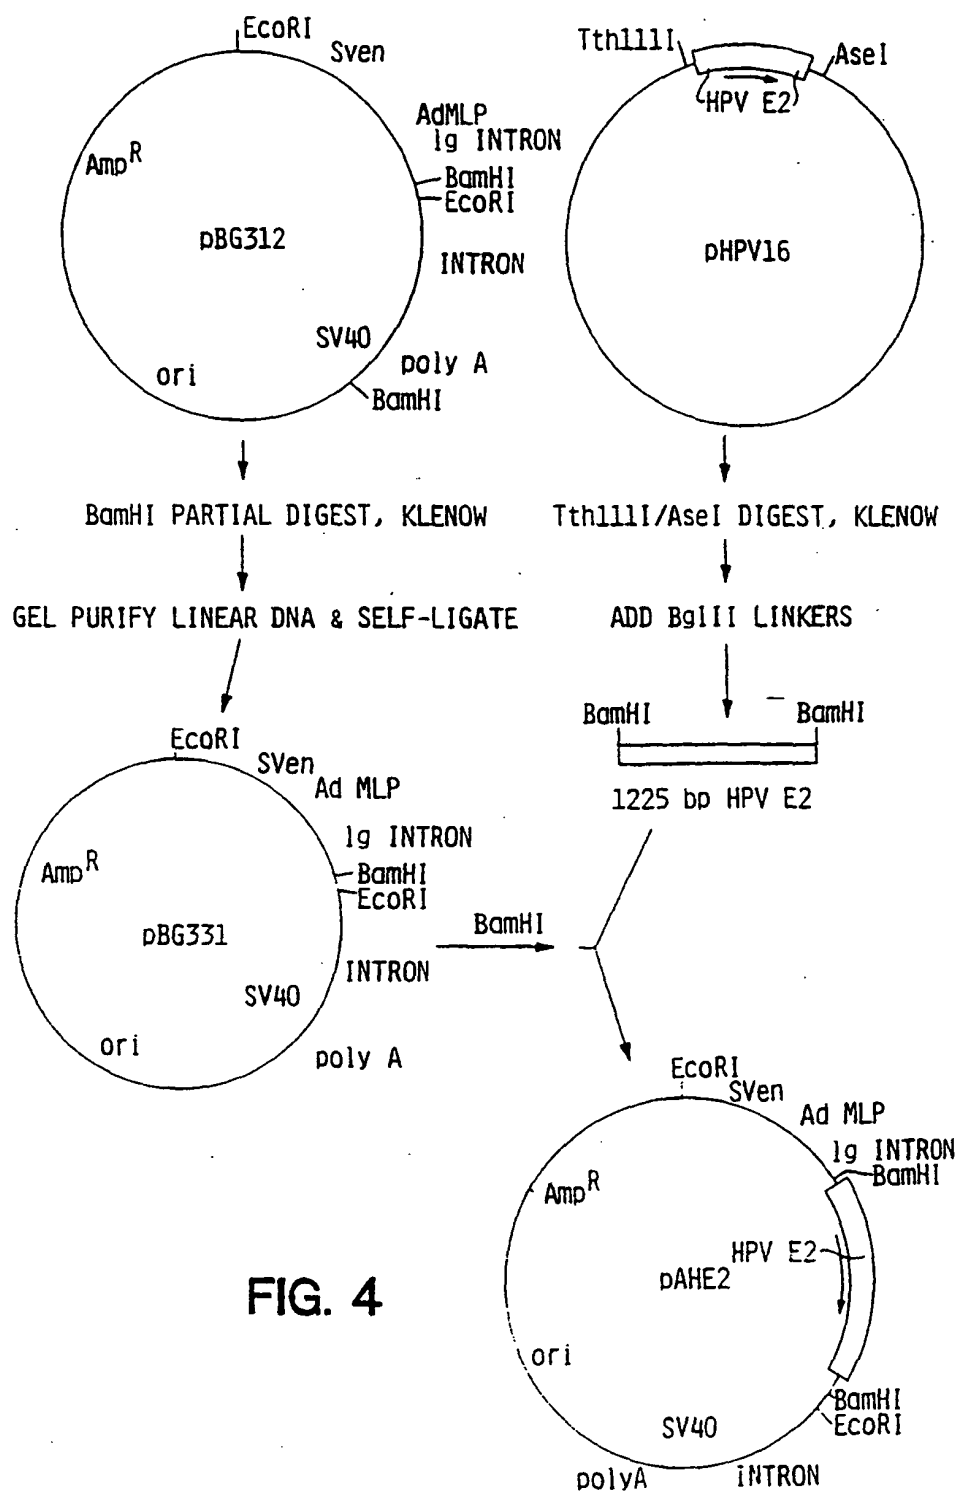 EcoRI
Sven
AdMLP
Ig INTRON
BamHI
EcoRI
Amp^R
pBG312
INTRON
SV40
poly A
ori
BamHI
Tth111I
AseI
HPV E2
pHPV16
BamHI PARTIAL DIGEST, KLENOW
Tth111I/AseI DIGEST, KLENOW
GEL PURIFY LINEAR DNA & SELF-LIGATE
ADD BglII LINKERS
BamHI
BamHI
1225 bp HPV E2
EcoRI
SVen
Ad MLP
Ig INTRON
BamHI
EcoRI
Amp^R
pBG331
INTRON
SV40
ori
poly A
BamHI
EcoRI
SVen
Ad MLP
Ig INTRON
BamHI
Amp^R
HPV E2
pAHE2
ori
BamHI
EcoRI
SV40
polyA
INTRON
FIG. 4